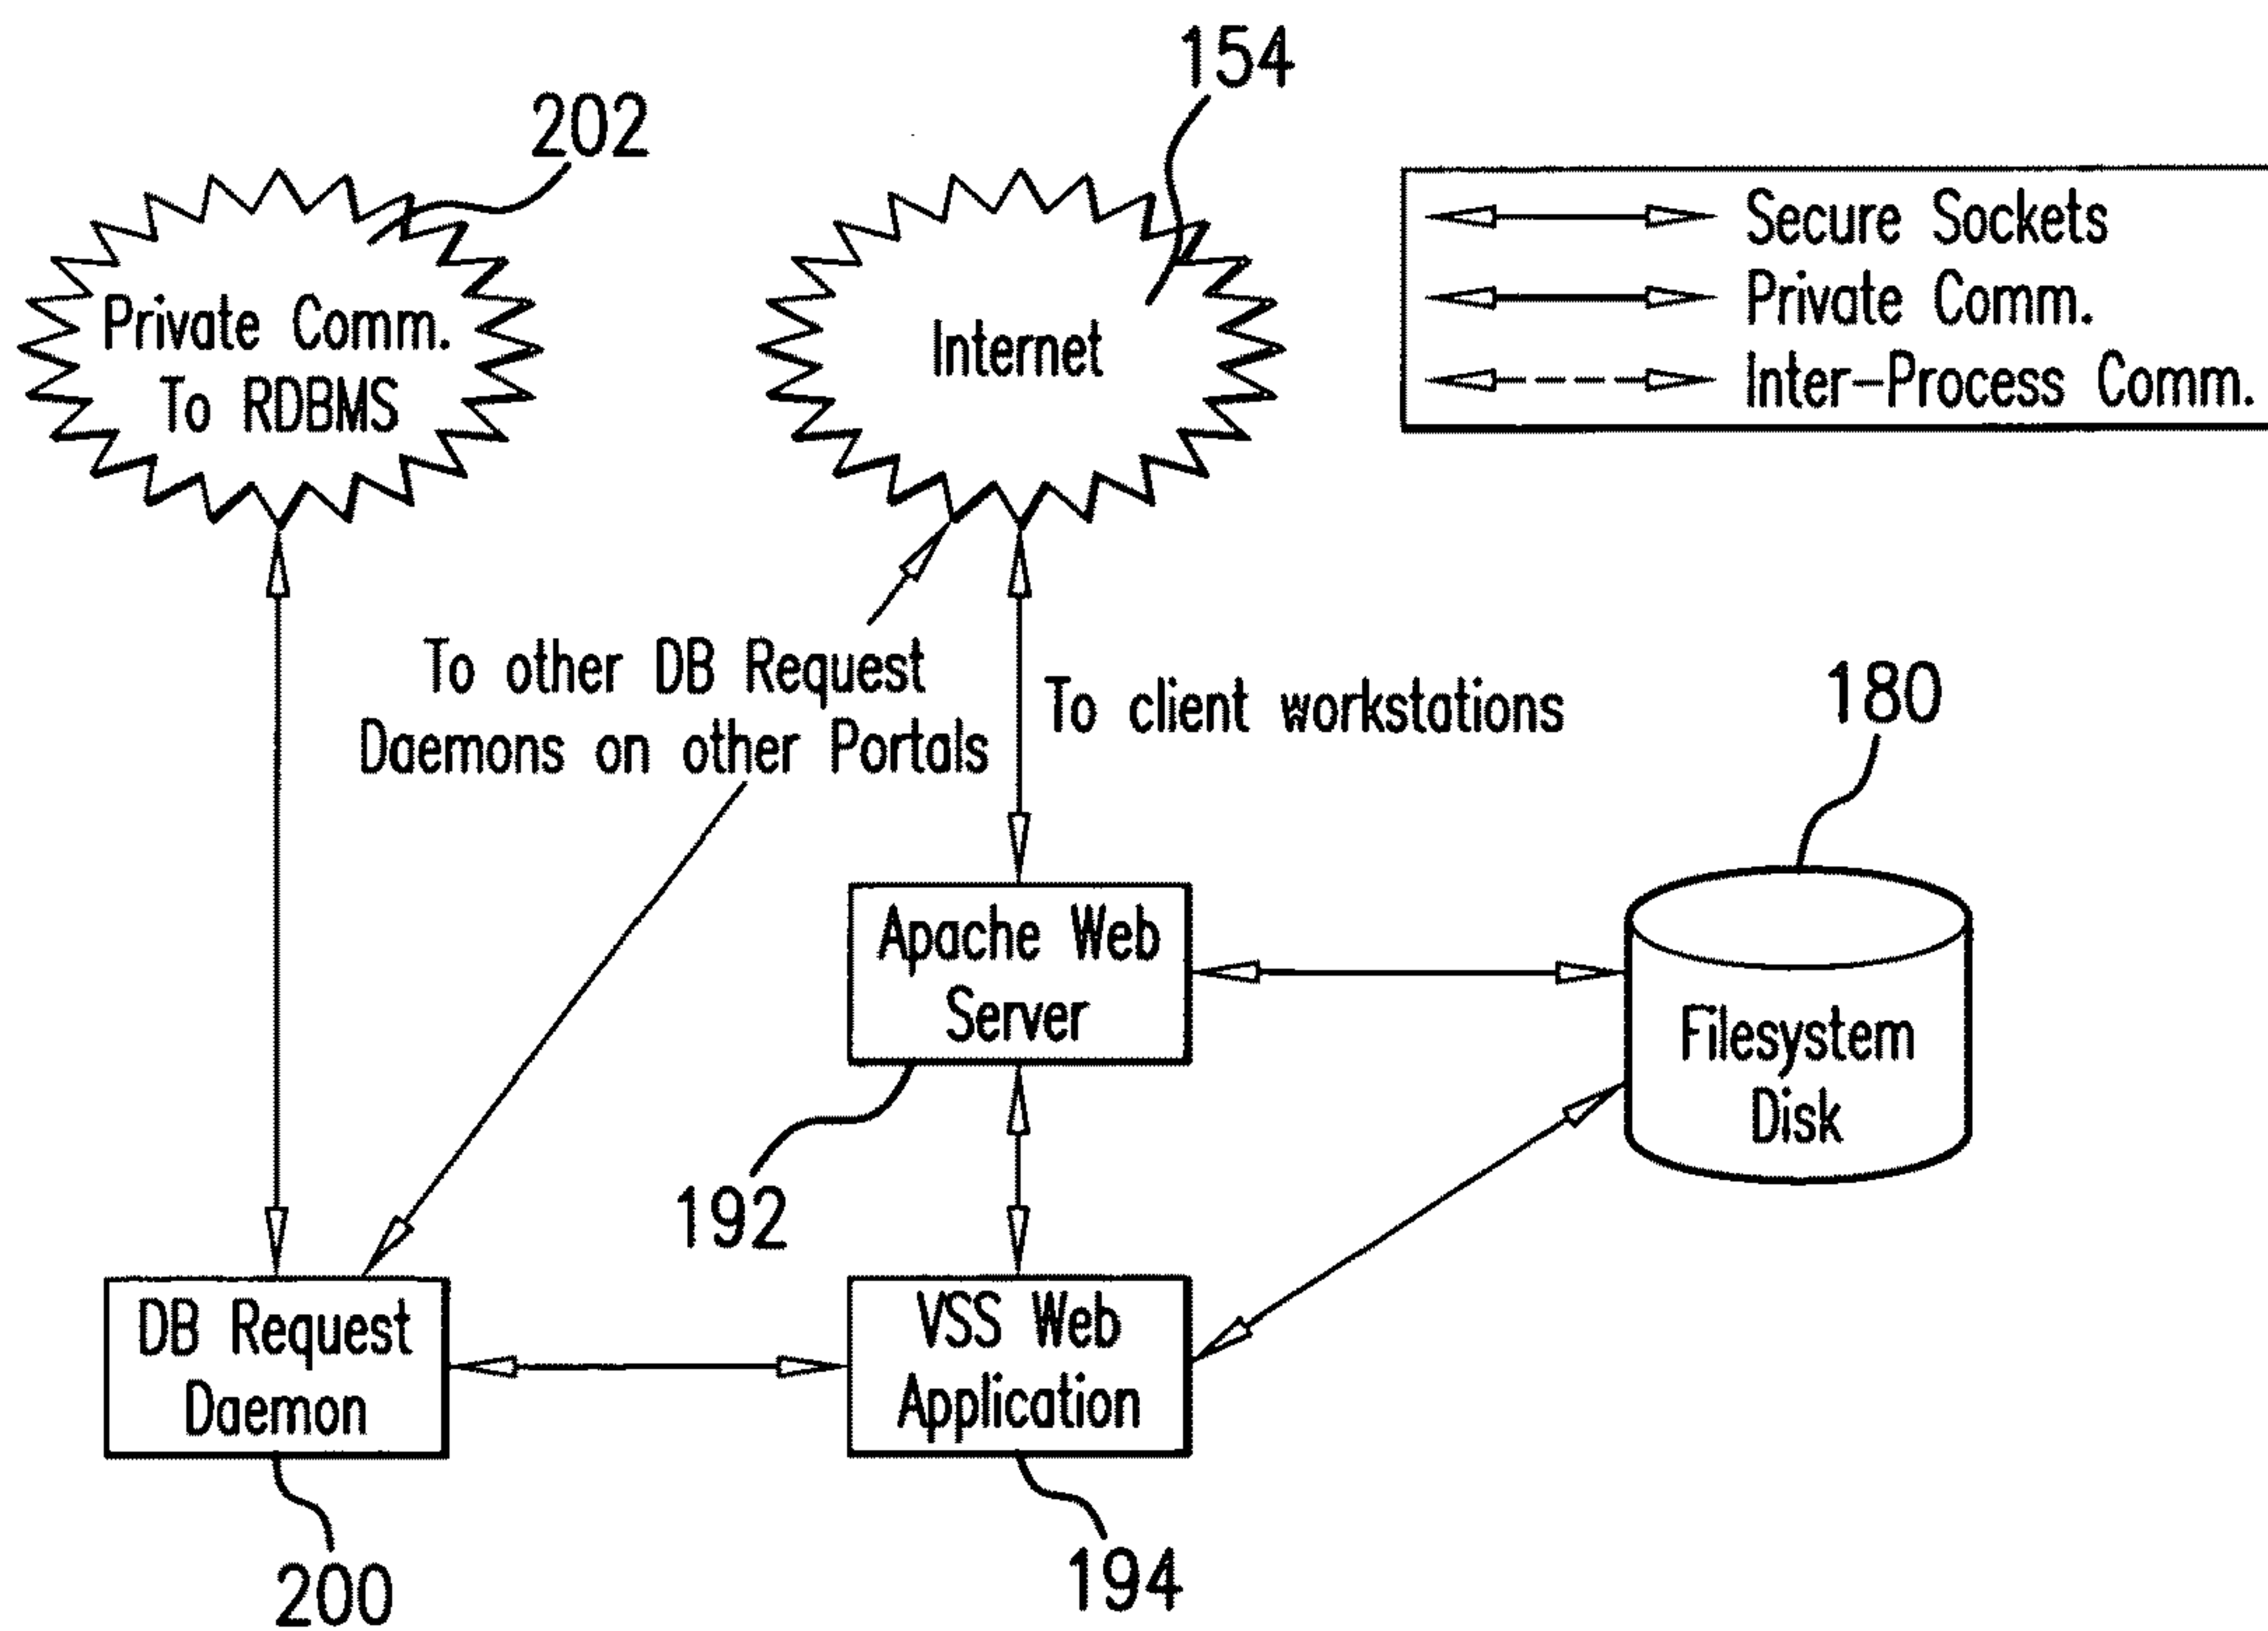 154
202
Secure Sockets
Private Comm.
Inter-Process Comm.
Private Comm.
To RDBMS
Internet
To other DB Request
Daemons on other Portals
To client workstations
180
Apache Web
Server
Filesystem
Disk
192
DB Request
Daemon
VSS Web
Application
200
194